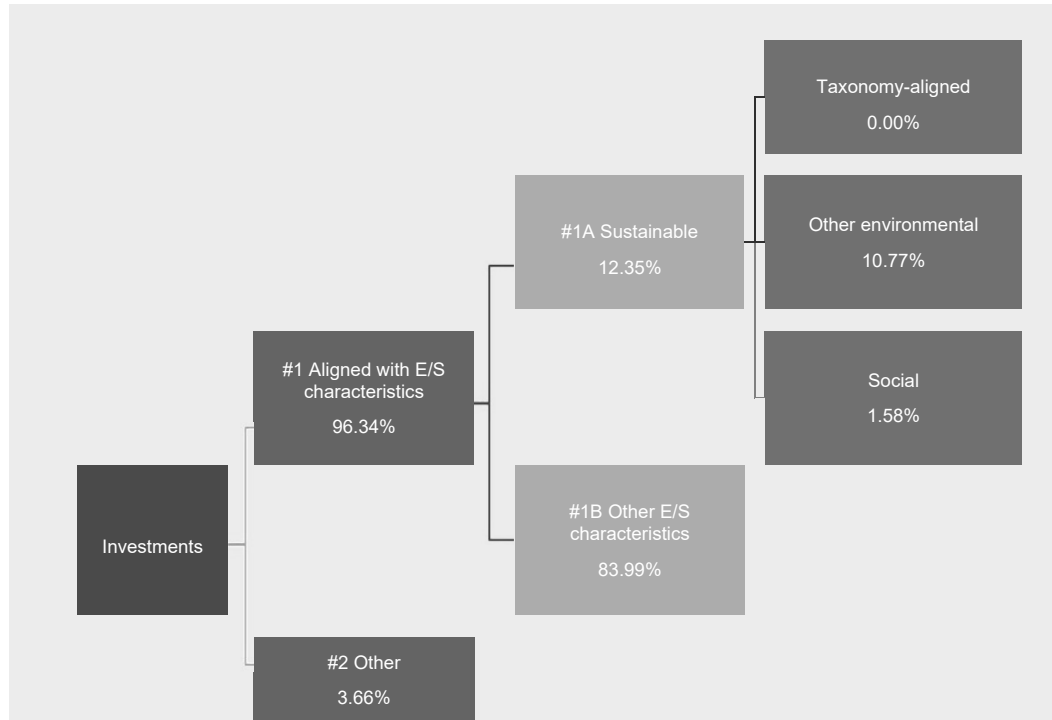 Taxonomy-aligned
0.00%
#1A Sustainable
12.35%
Other environmental
10.77%
#1 Aligned with E/S
characteristics
96.34%
Social
1.58%
#1B Other E/S
characteristics
83.99%
Investments
#2 Other
3.66%